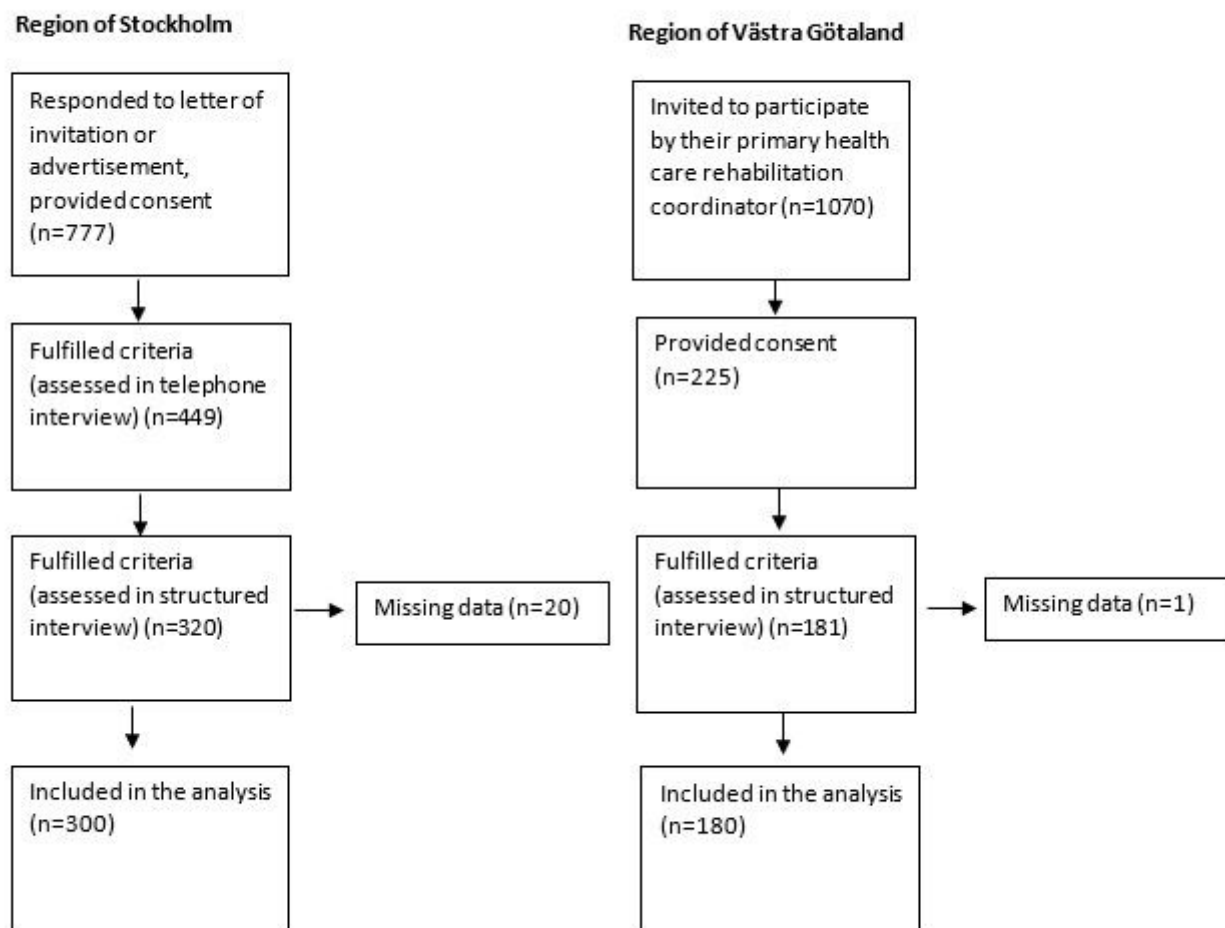 Region of Stockholm
Responded to letter of
invitation or
advertisement,
provided consent
(n=777)
Fulfilled criteria
(assessed in telephone
interview) (n=449)
Fulfilled criteria
(assessed in structured
interview) (n=320)
Missing data (n=20)
Included in the analysis
(n=300)
Region of Västra Götaland
Invited to participate
by their primary health
care rehabilitation
coordinator (n=1070)
Provided consent
(n=225)
Fulfilled criteria
(assessed in structured
interview) (n=181)
Missing data (n=1)
Included in the analysis
(n=180)